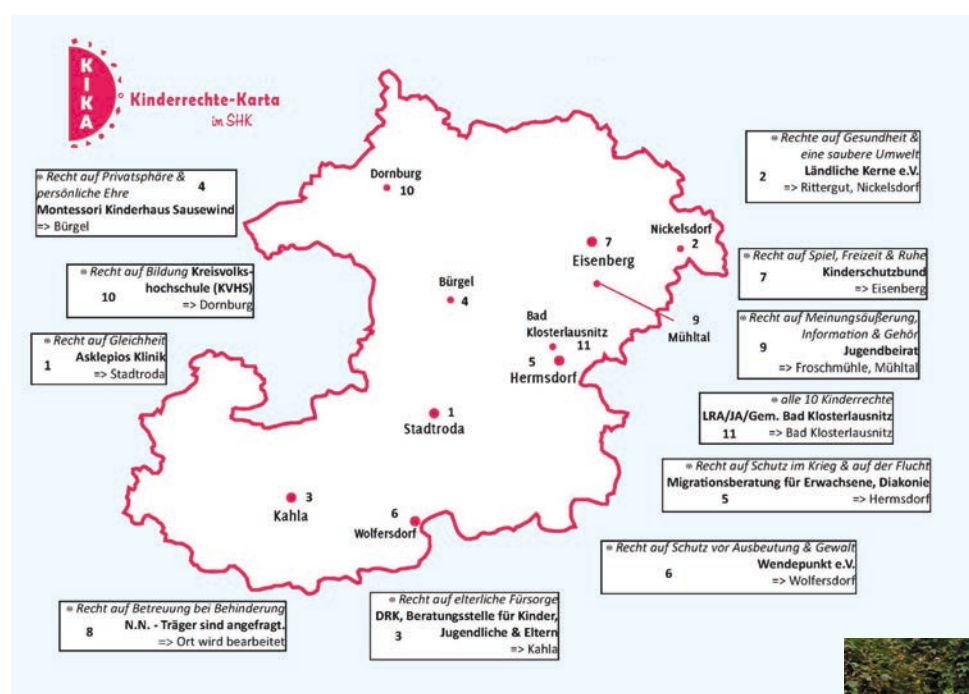 KIKA
Kinderrechte-Karta
im SHK
Recht auf Privatsphäre &
persönliche Ehre
4
Montessori Kinderhaus Sausewind
=> Bürgel
Recht auf Bildung Kreisvolks-
hochschule (KVHS)
10
=> Dornburg
Recht auf Gleichheit
Asklepios Klinik
1
=> Stadtroda
Dornburg
10
Nickelsdorf
2
7
Eisenberg
Bürgel
4
9
Mühltal
Bad
Klosterlausnitz
11
5
Hermsdorf
1
Stadtroda
3
Kahla
6
Wolfersdorf
Rechte auf Gesundheit &
eine saubere Umwelt
2
Ländliche Kerne e.V.
=> Rittergut, Nickelsdorf
Recht auf Spiel, Freizeit & Ruhe
7
Kinderschutzbund
=> Eisenberg
Recht auf Meinungsäußerung,
Information & Gehör
9
Jugendbeirat
=> Froschmühle, Mühltal
alle 10 Kinderrechte
LRA/JA/Gem. Bad Klosterlausnitz
11
=> Bad Klosterlausnitz
Recht auf Schutz im Krieg & auf der Flucht
Migrationsberatung für Erwachsene, Diakonie
5
=> Hermsdorf
Recht auf Schutz vor Ausbeutung & Gewalt
Wendepunkt e.V.
6
=> Wolfersdorf
Recht auf Betreuung bei Behinderung
N.N. - Träger sind angefragt.
8
=> Ort wird bearbeitet
Recht auf elterliche Fürsorge
DRK, Beratungsstelle für Kinder,
3
Jugendliche & Eltern
=> Kahla